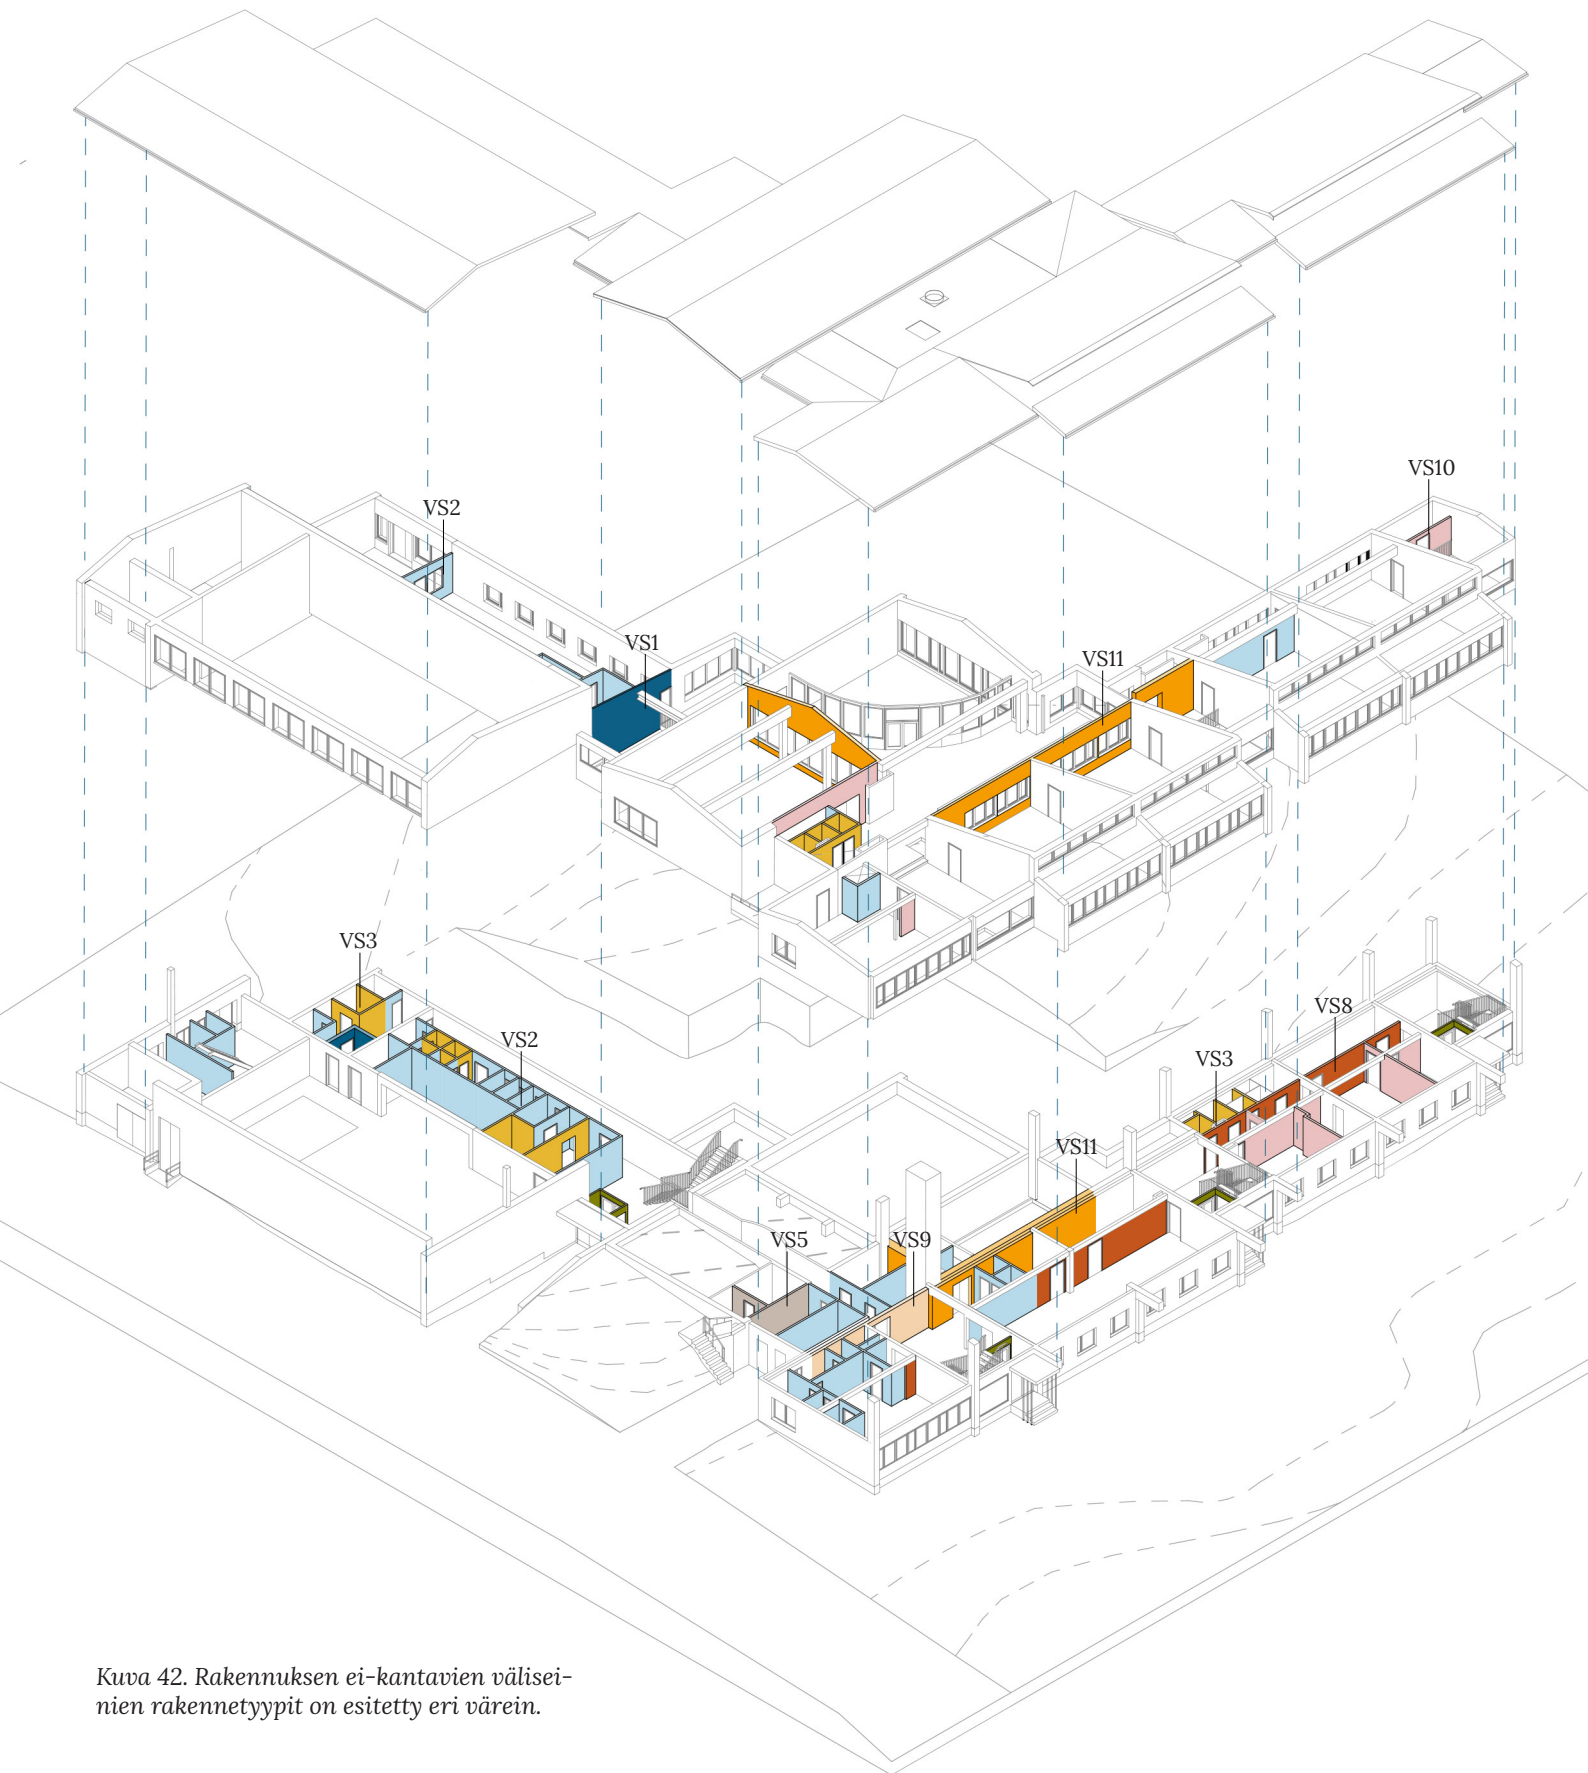 VS10
VS2
VS1
VS11
VS3
VS8
VS2
VS3
VS11
VS5
VS9
Kuva 42. Rakennuksen ei-kantavien välisei-
nien rakennetyypit on esitetty eri värein.